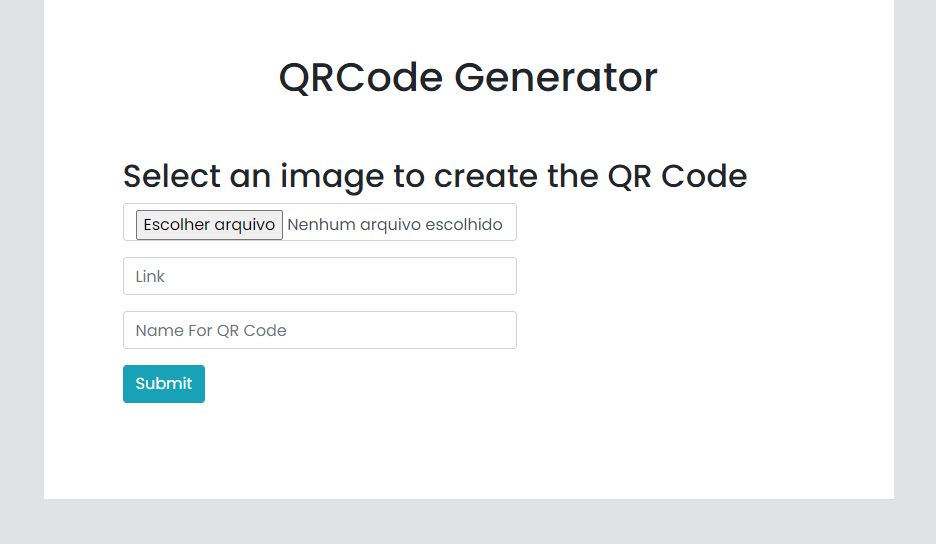 QRCode Generator
Select an image to create the QR Code
Escolher arquivo Nenhum arquivo escolhido
Link
Name For QR Code
Submit